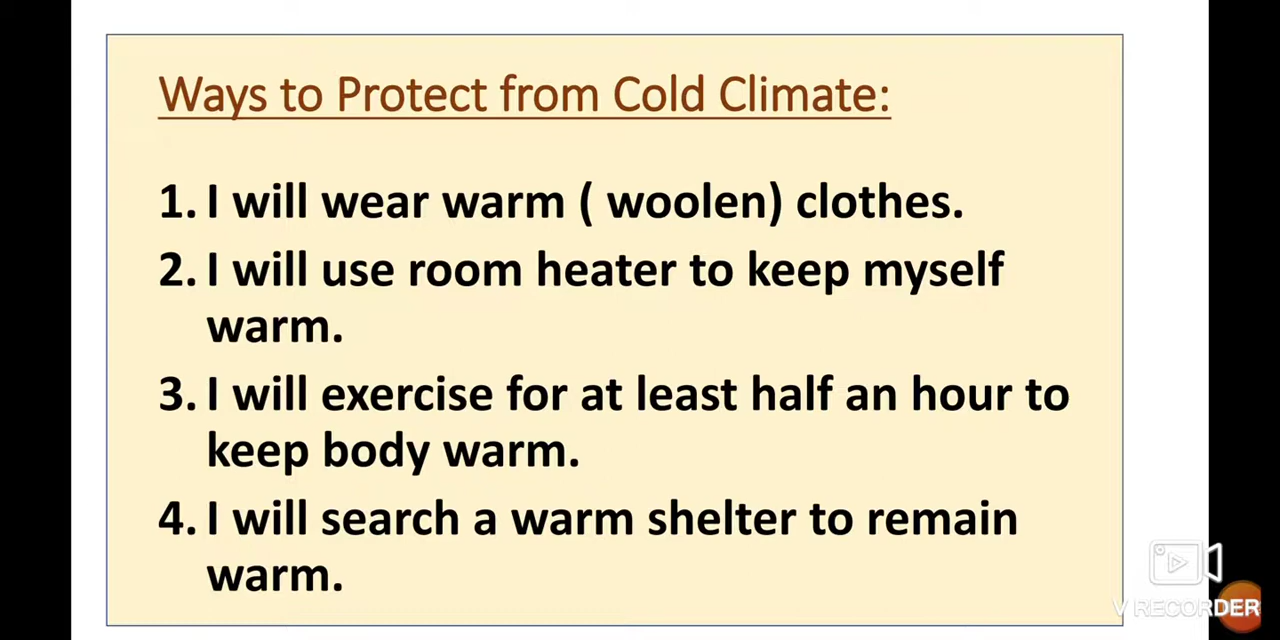 Ways to Protect from Cold Climate:
1. I will wear warm ( woolen) clothes.
2. I will use room heater to keep myself
warm.
3. I will exercise for at least half an hour to
keep body warm.
4. I will search a warm shelter to remain
warm.
V RECORDER